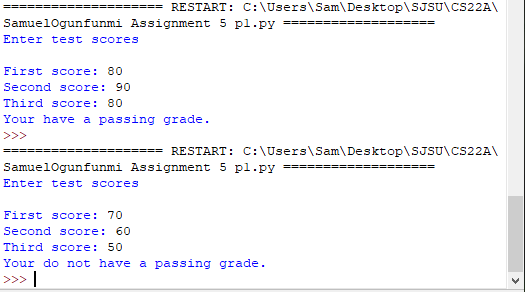 ==================== RESTART: C:\Users\Sam\Desktop\SJSU\CS22A\
SamuelOgunfunmi Assignment 5 p1.py ===================
Enter test scores
First score: 80
Second score: 90
Third score: 80
Your have a passing grade.
>>>
==================== RESTART: C:\Users\Sam\Desktop\SJSU\CS22A\
SamuelOgunfunmi Assignment 5 p1.py ===================
Enter test scores
First score: 70
Second score: 60
Third score: 50
Your do not have a passing grade.
>>>